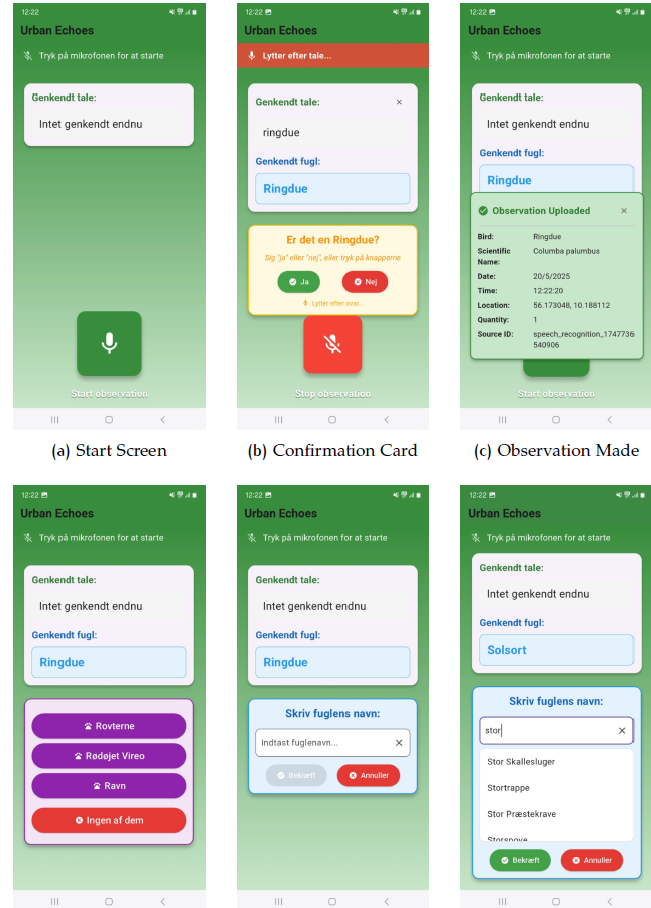 12:22
Urban Echoes
Tryk på mikrofonen for at starte
Genkendt tale:
Intet genkendt endnu
Start observation
(a) Start Screen
12:22
Urban Echoes
Lytter efter tale...
Genkendt tale:
ringdue
Genkendt fugl:
Ringdue
Er det en Ringdue?
Sig "ja" eller "nej", eller tryk på knapperne
Ja
Nej
Lytter efter svar...
Stop observation
(b) Confirmation Card
12:22
Urban Echoes
Tryk på mikrofonen for at starte
Genkendt tale:
Intet genkendt endnu
Genkendt fugl:
Ringdue
Observation Uploaded
Bird: Ringdue
Scientific Columba palumbus
Name:
Date: 20/5/2025
Time: 12:22:20
Location: 56.173048, 10.188112
Quantity: 1
Source ID: speech_recognition_1747736
540906
Start observation
(c) Observation Made
12:22
Urban Echoes
Tryk på mikrofonen for at starte
Genkendt tale:
Intet genkendt endnu
Genkendt fugl:
Ringdue
Rovterne
Rødøjet Vireo
Ravn
Ingen af dem
12:22
Urban Echoes
Tryk på mikrofonen for at starte
Genkendt tale:
Intet genkendt endnu
Genkendt fugl:
Ringdue
Skriv fuglens navn:
Indtast fuglenavn...
Bekræft
Annuller
12:22
Urban Echoes
Tryk på mikrofonen for at starte
Genkendt tale:
Intet genkendt endnu
Genkendt fugl:
Solsort
Skriv fuglens navn:
stor
Stor Skallesluger
Stortrappe
Stor Præstekrave
Storspove
Bekræft
Annuller